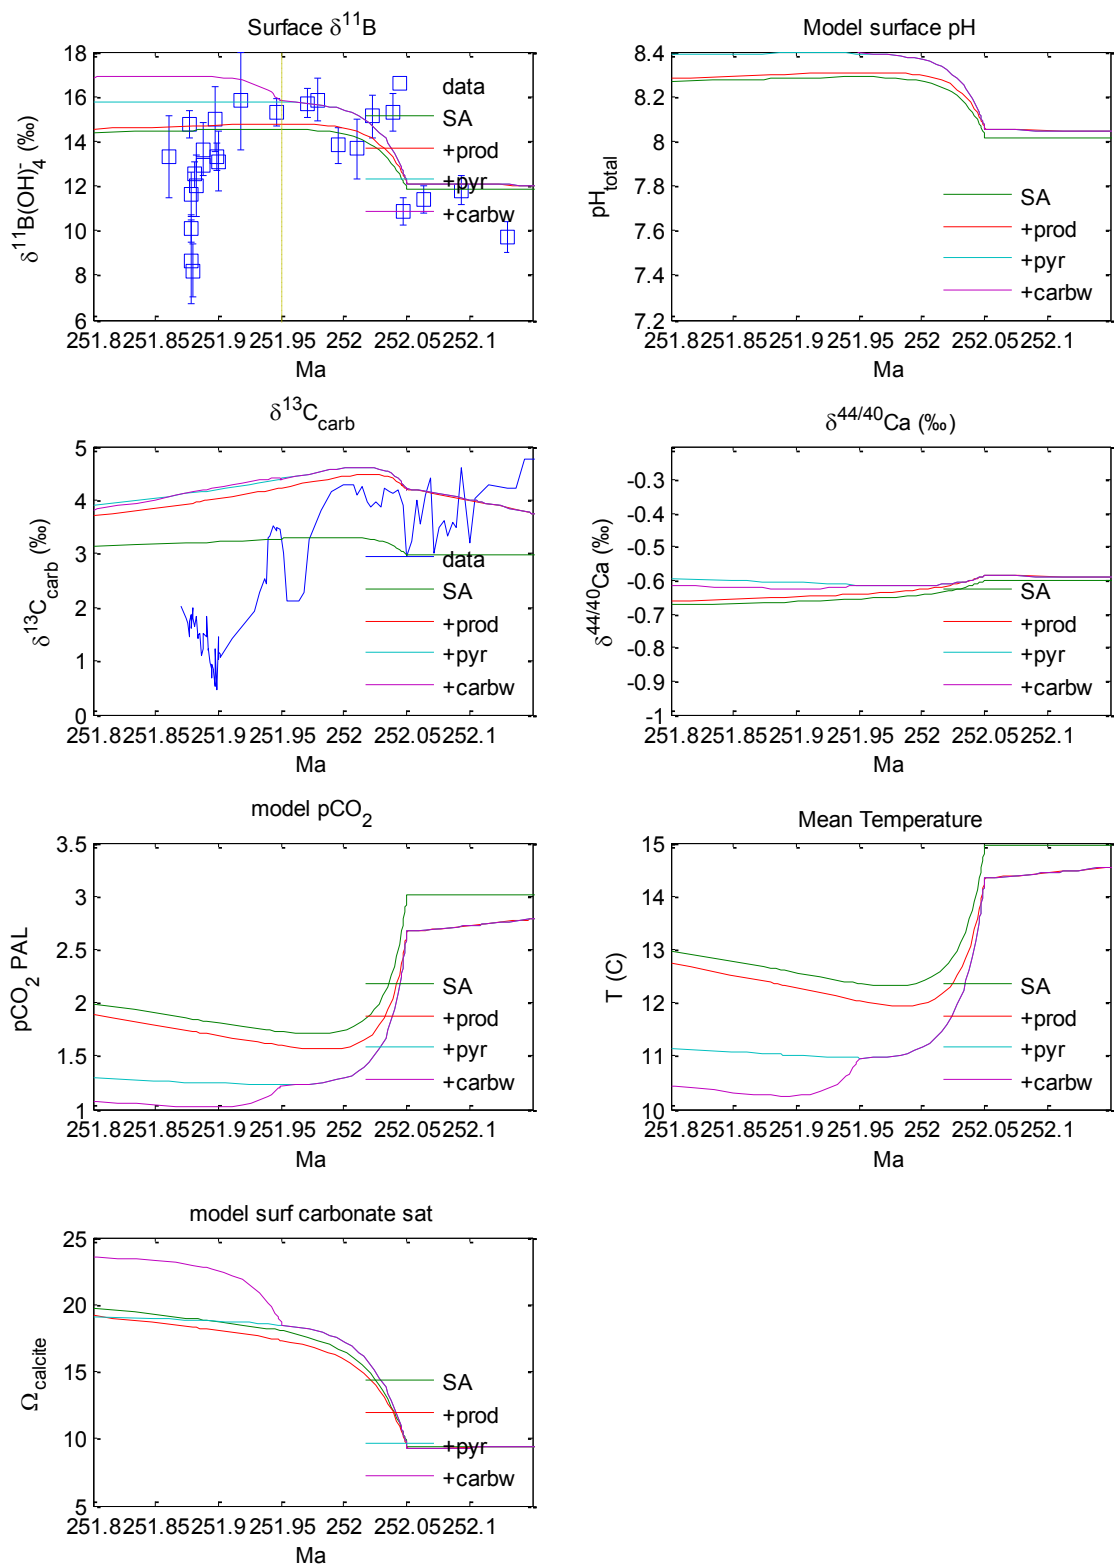 Surface δ¹¹B
18
16
14
12
10
8
6
δ¹¹B(OH)₄⁻ (‰)
data
SA
+prod
+pyr
+carbw
251.8 251.85 251.9 251.95 252 252.05 252.1
Ma
Model surface pH
8.4
8.2
8
7.8
7.6
7.4
7.2
pH_total
SA
+prod
+pyr
+carbw
251.8 251.85 251.9 251.95 252 252.05 252.1
Ma
δ¹³C_carb
5
4
3
2
1
0
δ¹³C_carb (‰)
data
SA
+prod
+pyr
+carbw
251.8 251.85 251.9 251.95 252 252.05 252.1
Ma
δ⁴⁴/⁴⁰Ca (‰)
-0.3
-0.4
-0.5
-0.6
-0.7
-0.8
-0.9
-1
δ⁴⁴/⁴⁰Ca (‰)
SA
+prod
+pyr
+carbw
251.8 251.85 251.9 251.95 252 252.05 252.1
Ma
model pCO₂
3.5
3
2.5
2
1.5
1
pCO₂ PAL
SA
+prod
+pyr
+carbw
251.8 251.85 251.9 251.95 252 252.05 252.1
Ma
Mean Temperature
15
14
13
12
11
10
T (C)
SA
+prod
+pyr
+carbw
251.8 251.85 251.9 251.95 252 252.05 252.1
Ma
model surf carbonate sat
25
20
15
10
5
Ω_calcite
SA
+prod
+pyr
+carbw
251.8 251.85 251.9 251.95 252 252.05 252.1
Ma